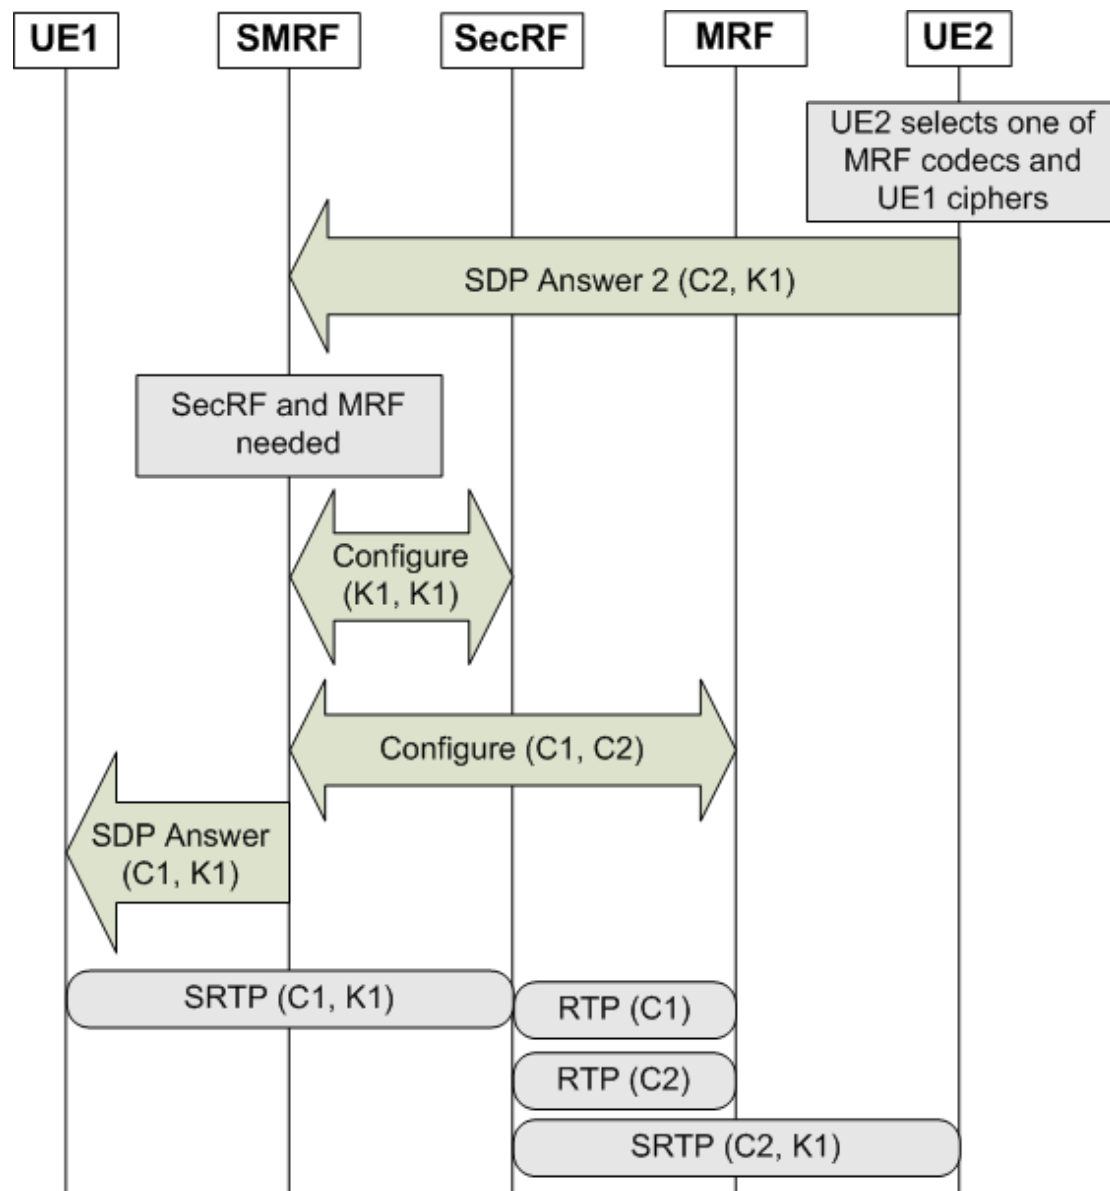 UE1
SMRF
SecRF
MRF
UE2
UE2 selects one of
MRF codecs and
UE1 ciphers
SDP Answer 2 (C2, K1)
SecRF and MRF
needed
Configure
(K1, K1)
Configure (C1, C2)
SDP Answer
(C1, K1)
SRTP (C1, K1)
RTP (C1)
RTP (C2)
SRTP (C2, K1)